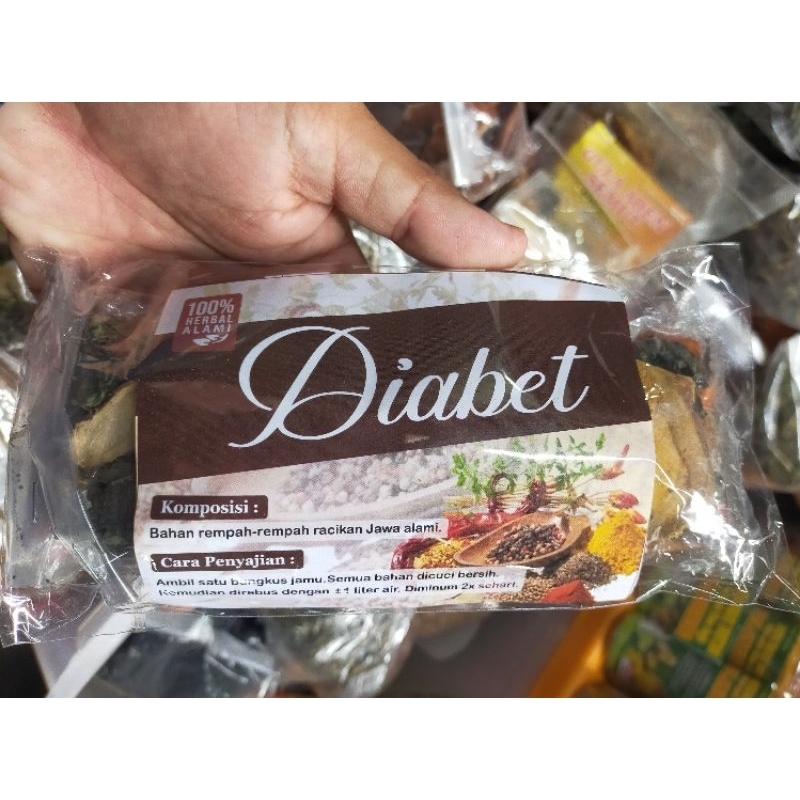 100%
HERBAL
ALAMI
Diabet
Komposisi :
Bahan rempah-rempah racikan Jawa alami.
Cara Penyajian :
Ambil satu bungkus jamu.Semua bahan dicuci bersih.
Kemudian direbus dengan ±1 liter air. Diminum 2x sehari.